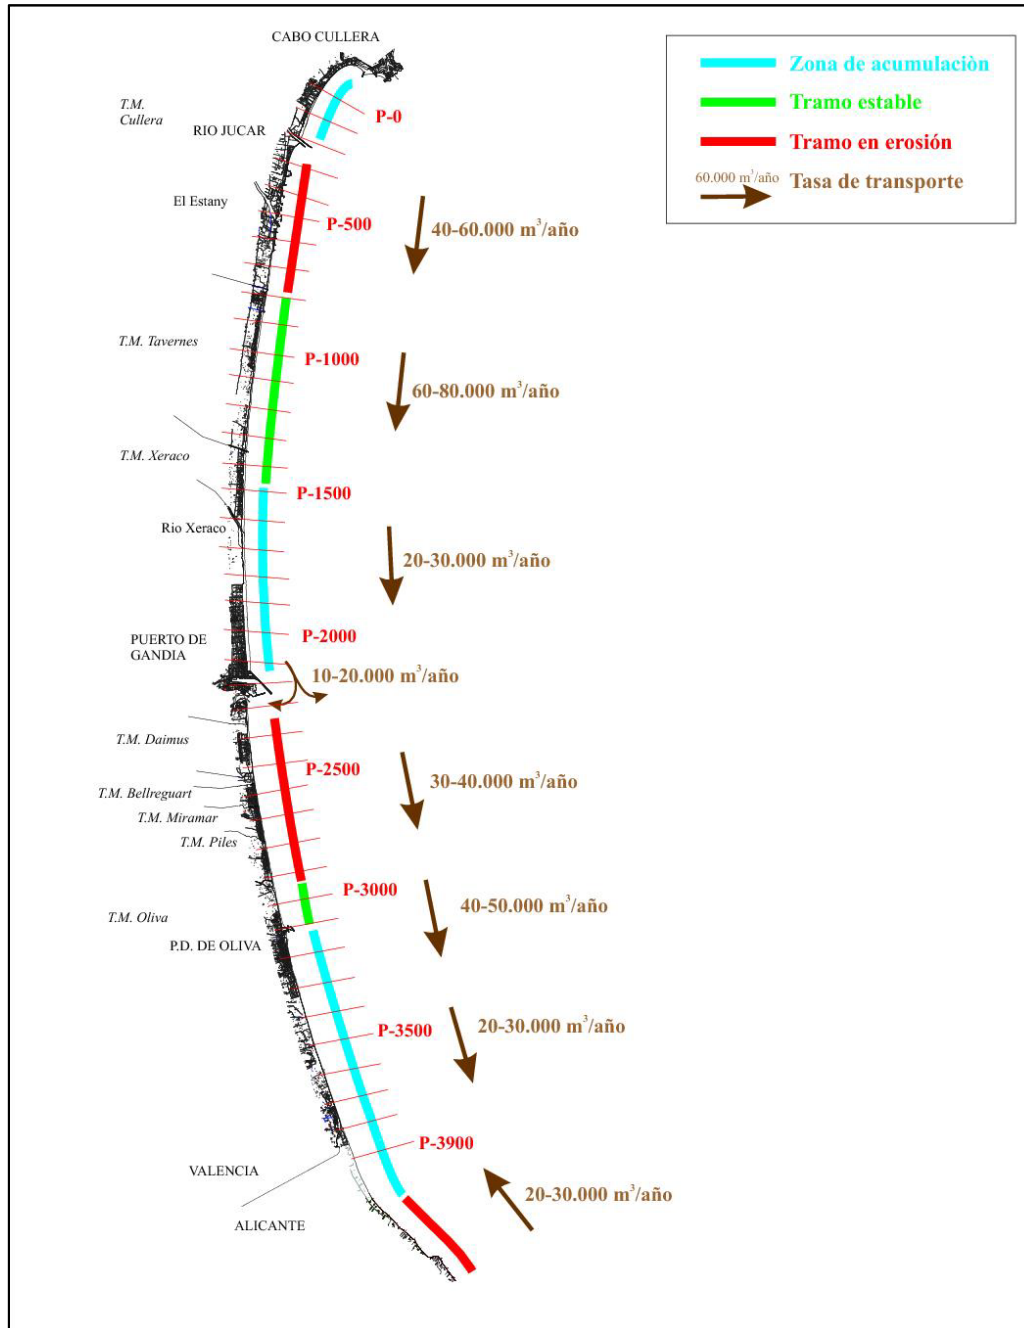 CABO CULLERA
Zona de acumulaciòn
Tramo estable
Tramo en erosión
60.000 m³/año
Tasa de transporte
T.M.
Cullera
P-0
RIO JUCAR
El Estany
P-500
40-60.000 m³/año
T.M. Tavernes
P-1000
60-80.000 m³/año
T.M. Xeraco
P-1500
Rio Xeraco
20-30.000 m³/año
P-2000
PUERTO DE
GANDIA
10-20.000 m³/año
T.M. Daimus
P-2500
30-40.000 m³/año
T.M. Bellreguart
T.M. Miramar
T.M. Piles
P-3000
40-50.000 m³/año
T.M. Oliva
P.D. DE OLIVA
P-3500
20-30.000 m³/año
P-3900
VALENCIA
20-30.000 m³/año
ALICANTE